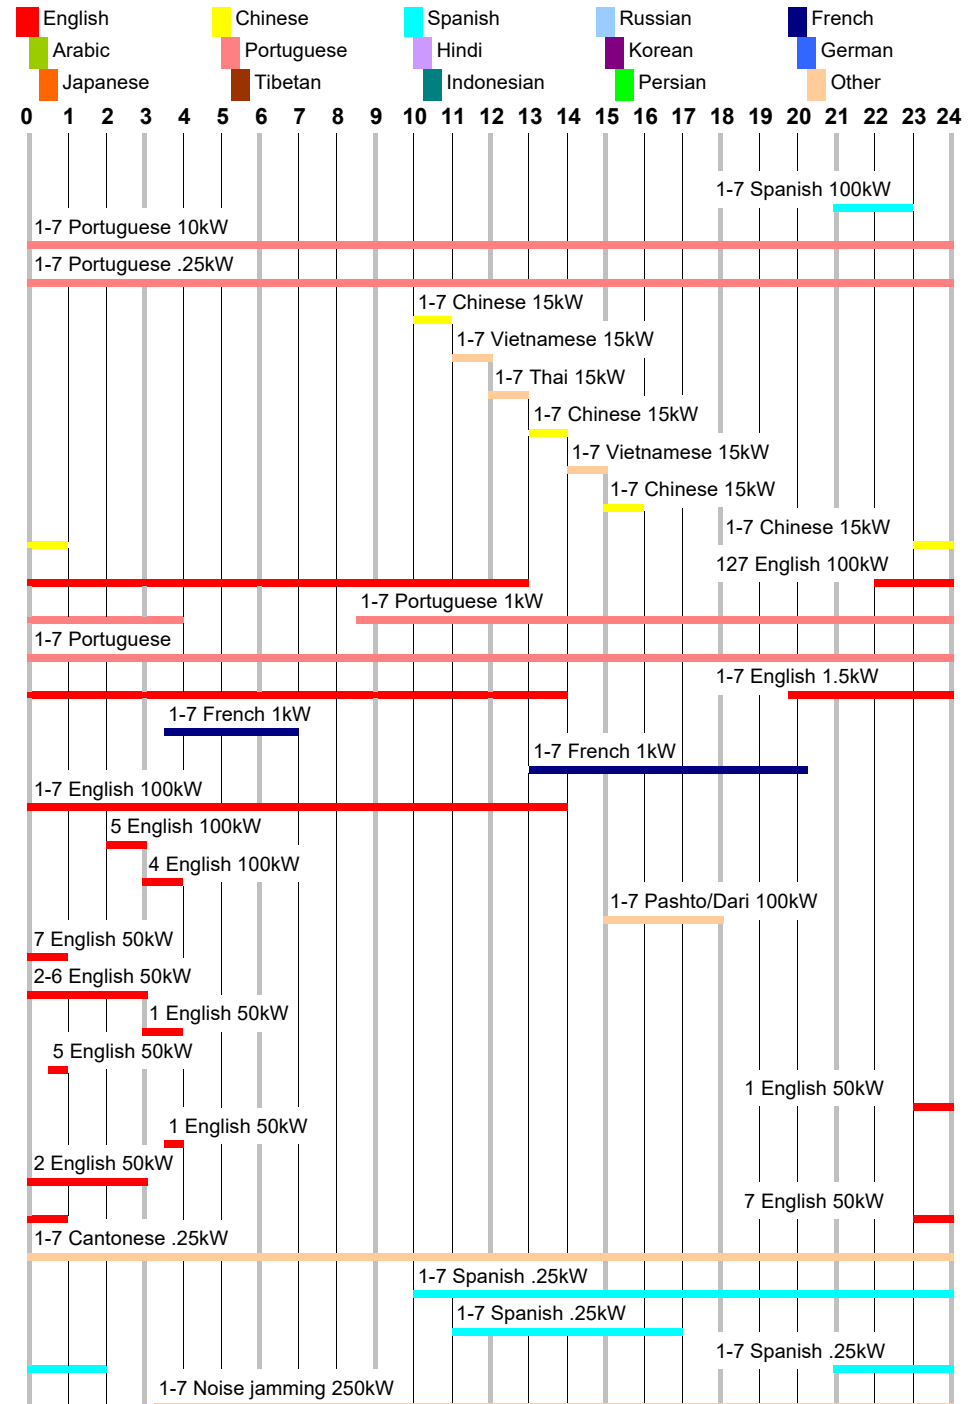 English Chinese Spanish Russian French
Arabic Portuguese Hindi Korean German
Japanese Tibetan Indonesian Persian Other
0 1 2 3 4 5 6 7 8 9 10 11 12 13 14 15 16 17 18 19 20 21 22 23 24
1-7 Spanish 100kW
1-7 Portuguese 10kW
1-7 Portuguese .25kW
1-7 Chinese 15kW
1-7 Vietnamese 15kW
1-7 Thai 15kW
1-7 Chinese 15kW
1-7 Vietnamese 15kW
1-7 Chinese 15kW
1-7 Chinese 15kW
127 English 100kW
1-7 Portuguese 1kW
1-7 Portuguese
1-7 English 1.5kW
1-7 French 1kW
1-7 French 1kW
1-7 English 100kW
5 English 100kW
4 English 100kW
1-7 Pashto/Dari 100kW
7 English 50kW
2-6 English 50kW
1 English 50kW
5 English 50kW
1 English 50kW
1 English 50kW
2 English 50kW
7 English 50kW
1-7 Cantonese .25kW
1-7 Spanish .25kW
1-7 Spanish .25kW
1-7 Spanish .25kW
1-7 Noise jamming 250kW